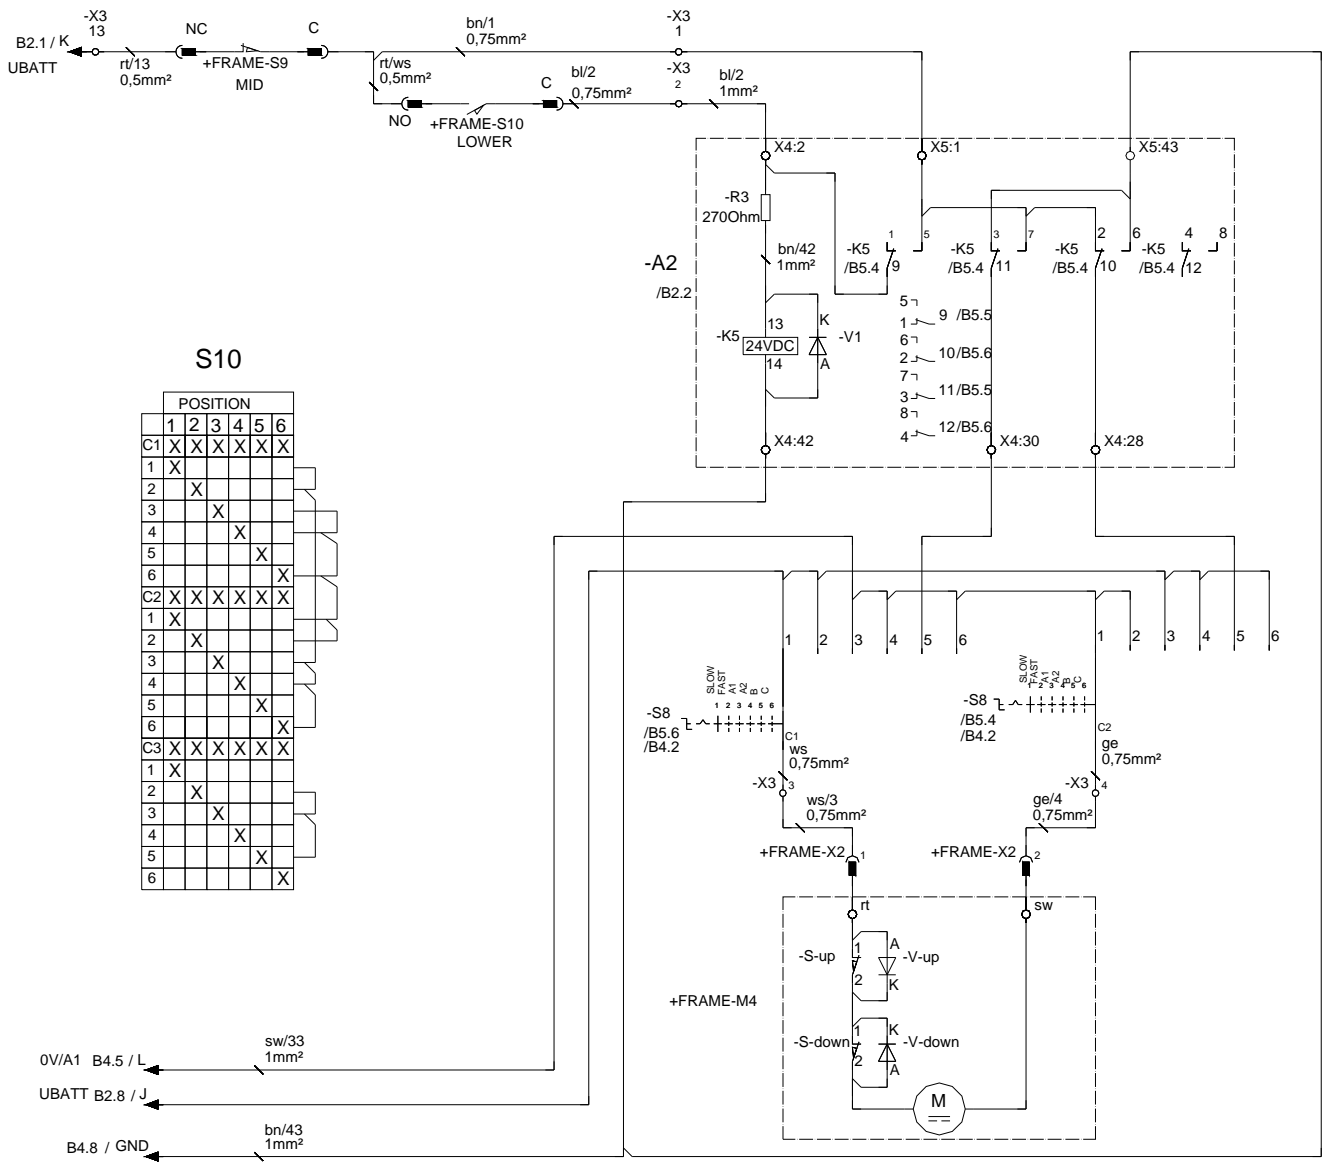 -X3
13
NC
C
bn/1
0,75mm²
-X3
1
B2.1 / K
UBATT
rt/13
0,5mm²
+FRAME-S9
MID
rt/ws
0,5mm²
bl/2
0,75mm²
C
-X3
2
bl/2
1mm²
NO
+FRAME-S10
LOWER
X4:2
X5:1
X5:43
-R3
270Ohm
bn/42
1mm²
-A2
/B2.2
-K5
/B5.4
1
5
9
-K5
/B5.4
3
7
11
-K5
/B5.4
2
6
10
-K5
/B5.4
4
8
12
5
1
9 /B5.5
6
2
10/B5.6
7
3
11/B5.5
8
4
12/B5.6
13
-K5
24VDC
14
K
-V1
A
X4:42
X4:30
X4:28
S10
POSITION
1 2 3 4 5 6
C1 X X X X X X
1 X
2 X
3 X
4 X
5 X
6 X
C2 X X X X X X
1 X
2 X
3 X
4 X
5 X
6 X
C3 X X X X X X
1 X
2 X
3 X
4 X
5 X
6 X
1 2 3 4 5 6
1 2 3 4 5 6
SLOW
FAST
A1
A2
B
C
1 2 3 4 5 6
-S8
/B5.6
/B4.2
C1
ws
0,75mm²
-X3
3
ws/3
0,75mm²
SLOW
FAST
A1
A2
B
C
1 2 3 4 5 6
-S8
/B5.4
/B4.2
C2
ge
0,75mm²
-X3
4
ge/4
0,75mm²
+FRAME-X2
1
+FRAME-X2
2
rt
sw
-S-up
1
2
A
K
-V-up
+FRAME-M4
-S-down
1
2
K
A
-V-down
M
0V/A1 B4.5 / L
sw/33
1mm²
UBATT B2.8 / J
B4.8 / GND
bn/43
1mm²